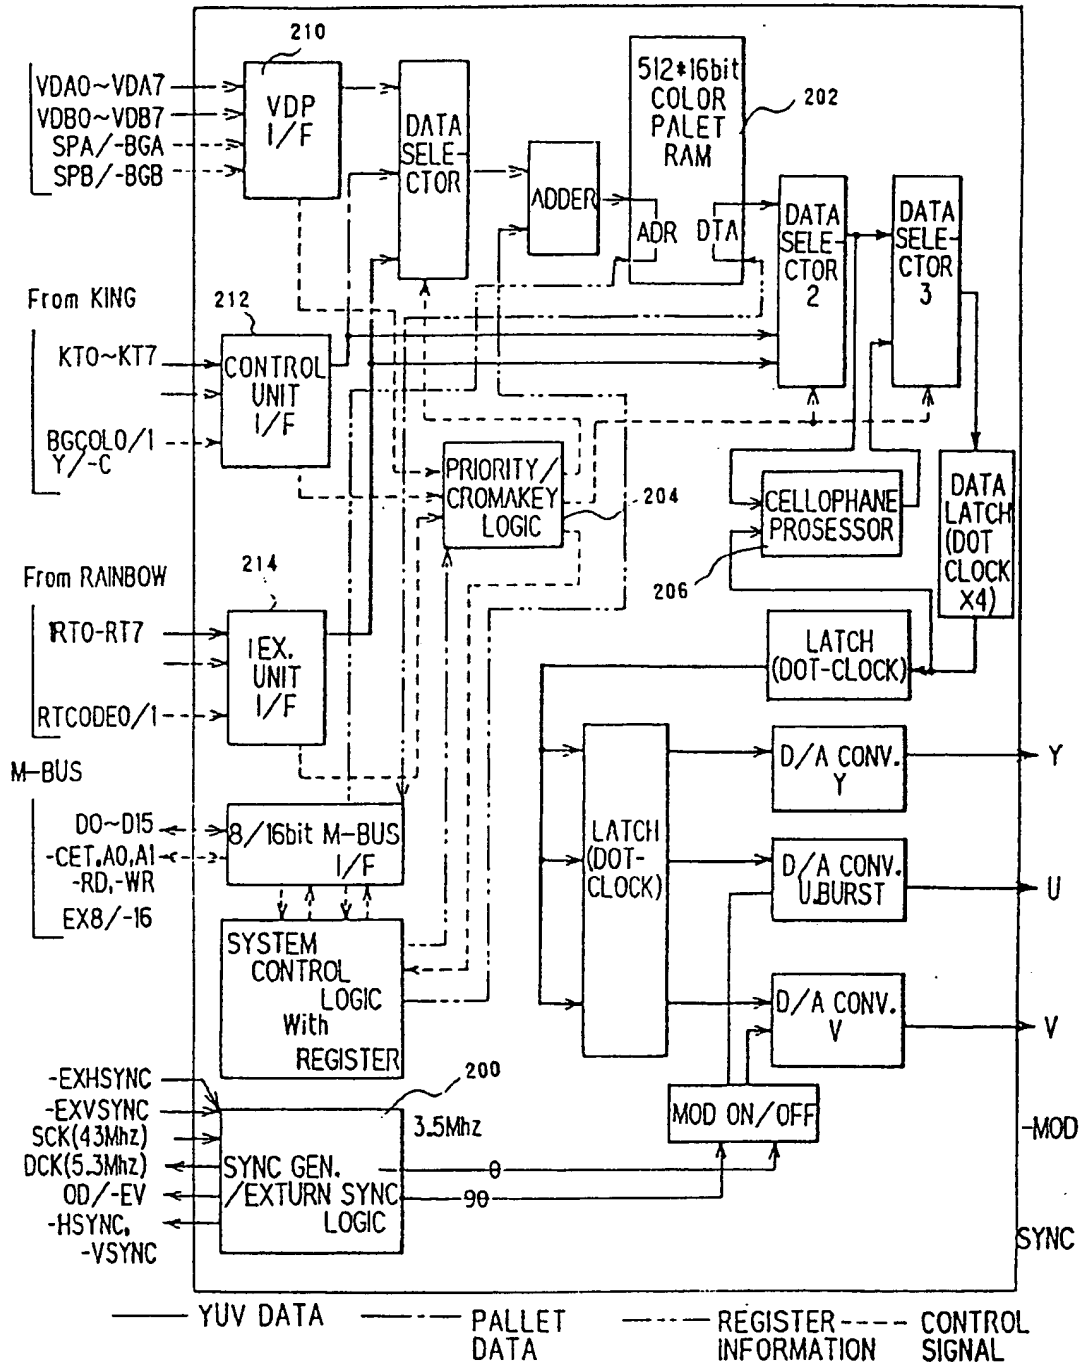 210
VDA0~VDA7
VDB0~VDB7
SPA/-BGA
SPB/-BGB
VDP
I/F
DATA
SELE-
CTOR
ADDER
512*16bit
COLOR
PALET
RAM
ADR DTA
202
DATA
SELE-
CTOR
2
DATA
SELE-
CTOR
3
From KING
212
KT0~KT7
BGCOL0/1
Y/-C
CONTROL
UNIT
I/F
PRIORITY/
CROMAKEY
LOGIC
204
CELLOPHANE
PROSESSOR
206
DATA
LATCH
(DOT
CLOCK
X4)
From RAINBOW
214
RT0-RT7
RTCODE0/1
EX.
UNIT
I/F
LATCH
(DOT-CLOCK)
M-BUS
D0~D15
-CET.A0,A1
-RD,-WR
EX8/-16
8/16bit M-BUS
I/F
LATCH
(DOT-
CLOCK)
D/A CONV.
Y
Y
D/A CONV.
U.BURST
U
D/A CONV.
V
V
SYSTEM
CONTROL
LOGIC
With
REGISTER
200
-EXHSYNC
-EXVSYNC
SCK(43Mhz)
DCK(5.3Mhz)
OD/-EV
-HSYNC.
-VSYNC
SYNC GEN.
/EXTURN SYNC
LOGIC
3.5Mhz
0
90
MOD ON/OFF
-MOD
SYNC
YUV DATA
PALLET
DATA
REGISTER
INFORMATION
CONTROL
SIGNAL